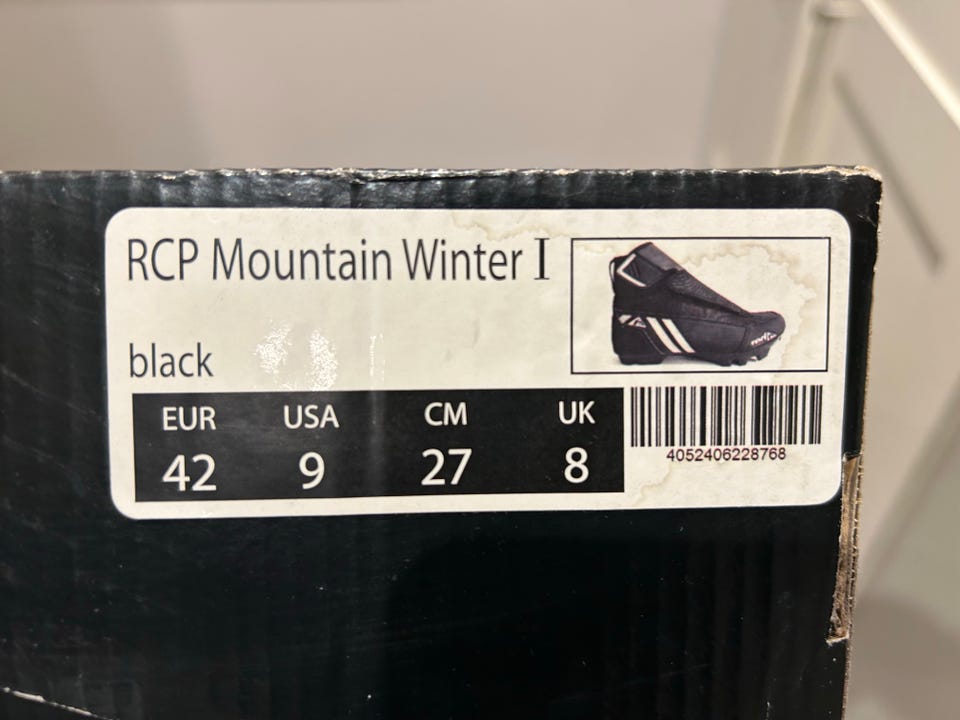 RCP Mountain Winter I
black
EUR USA CM UK
42 9 27 8
4052406228768